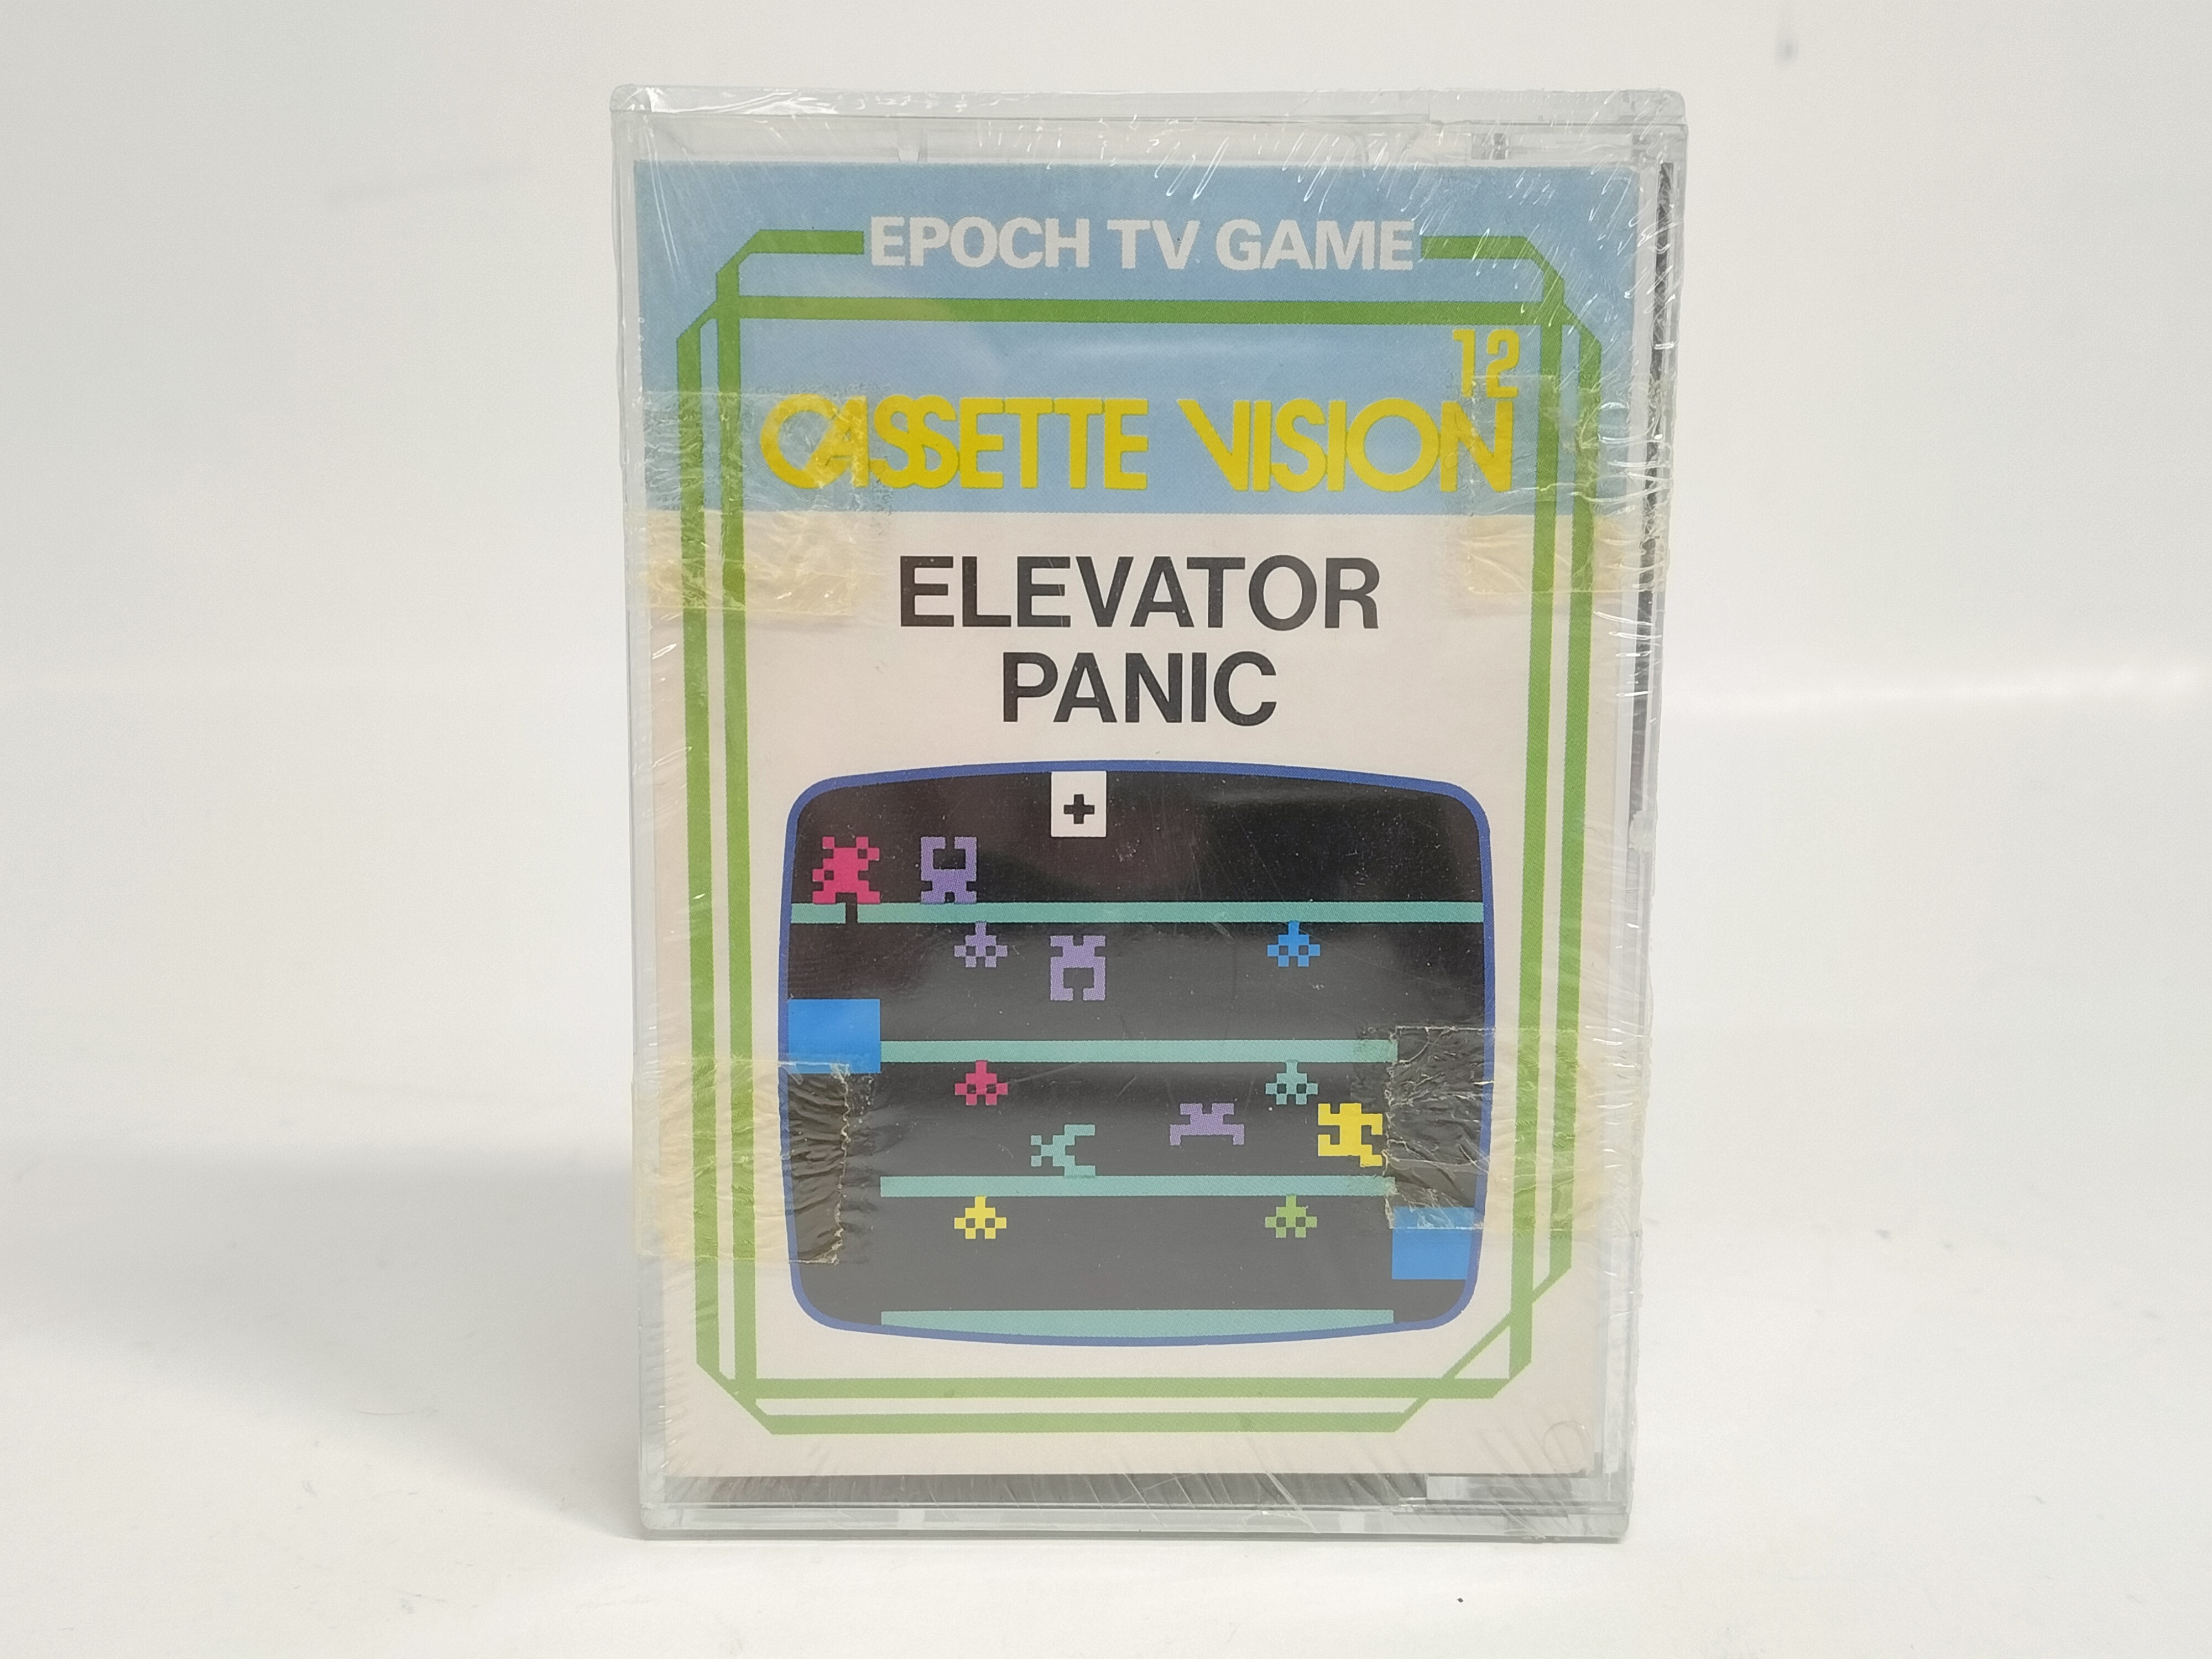 EPOCH TV GAME
12
CASSETTE VISION
ELEVATOR
PANIC